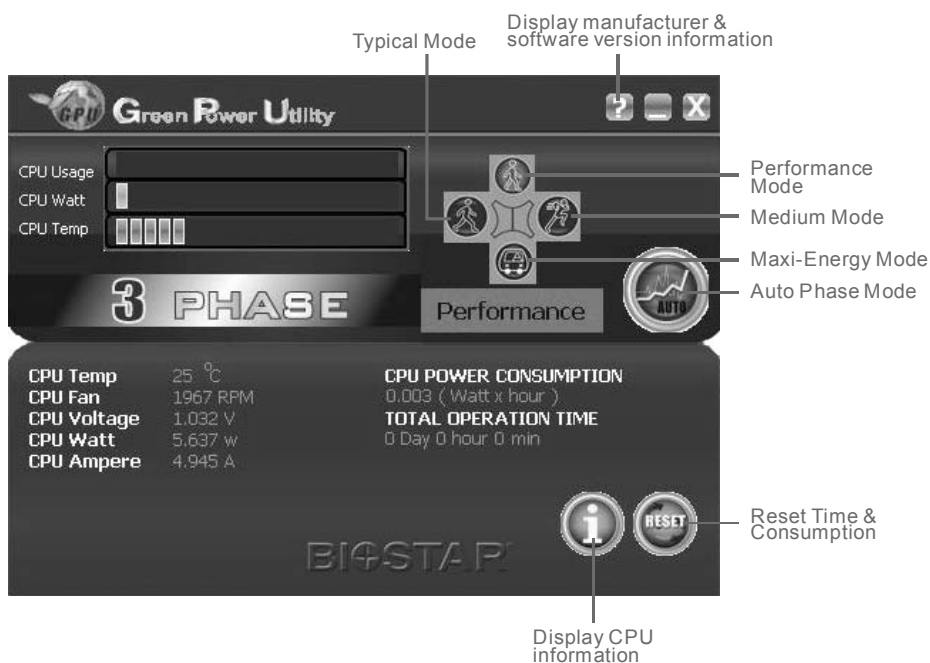 Display manufacturer &
software version information
Typical Mode
GPU
Green Power Utility
?
X
CPU Usage
CPU Watt
CPU Temp
Performance
Mode
Medium Mode
Maxi-Energy Mode
Auto Phase Mode
AUTO
3 PHASE
Performance
CPU Temp 25 °C
CPU Fan 1967 RPM
CPU Voltage 1.032 V
CPU Watt 5.637 w
CPU Ampere 4.945 A
CPU POWER CONSUMPTION
0.003 ( Watt x hour )
TOTAL OPERATION TIME
0 Day 0 hour 0 min
i
RESET
Reset Time &
Consumption
BIOSTAR
Display CPU
information